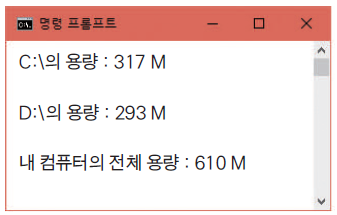 명령 프롬프트
C:\의 용량 : 317 M
D:\의 용량 : 293 M
내 컴퓨터의 전체 용량 : 610 M